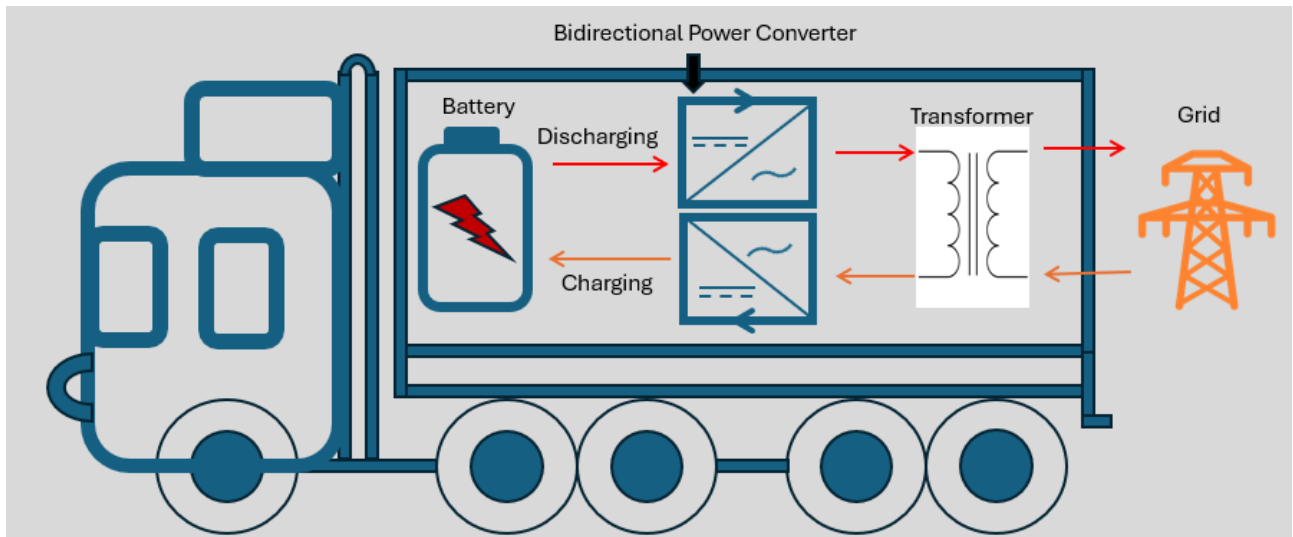 Bidirectional Power Converter
Battery
Discharging
Transformer
Grid
Charging